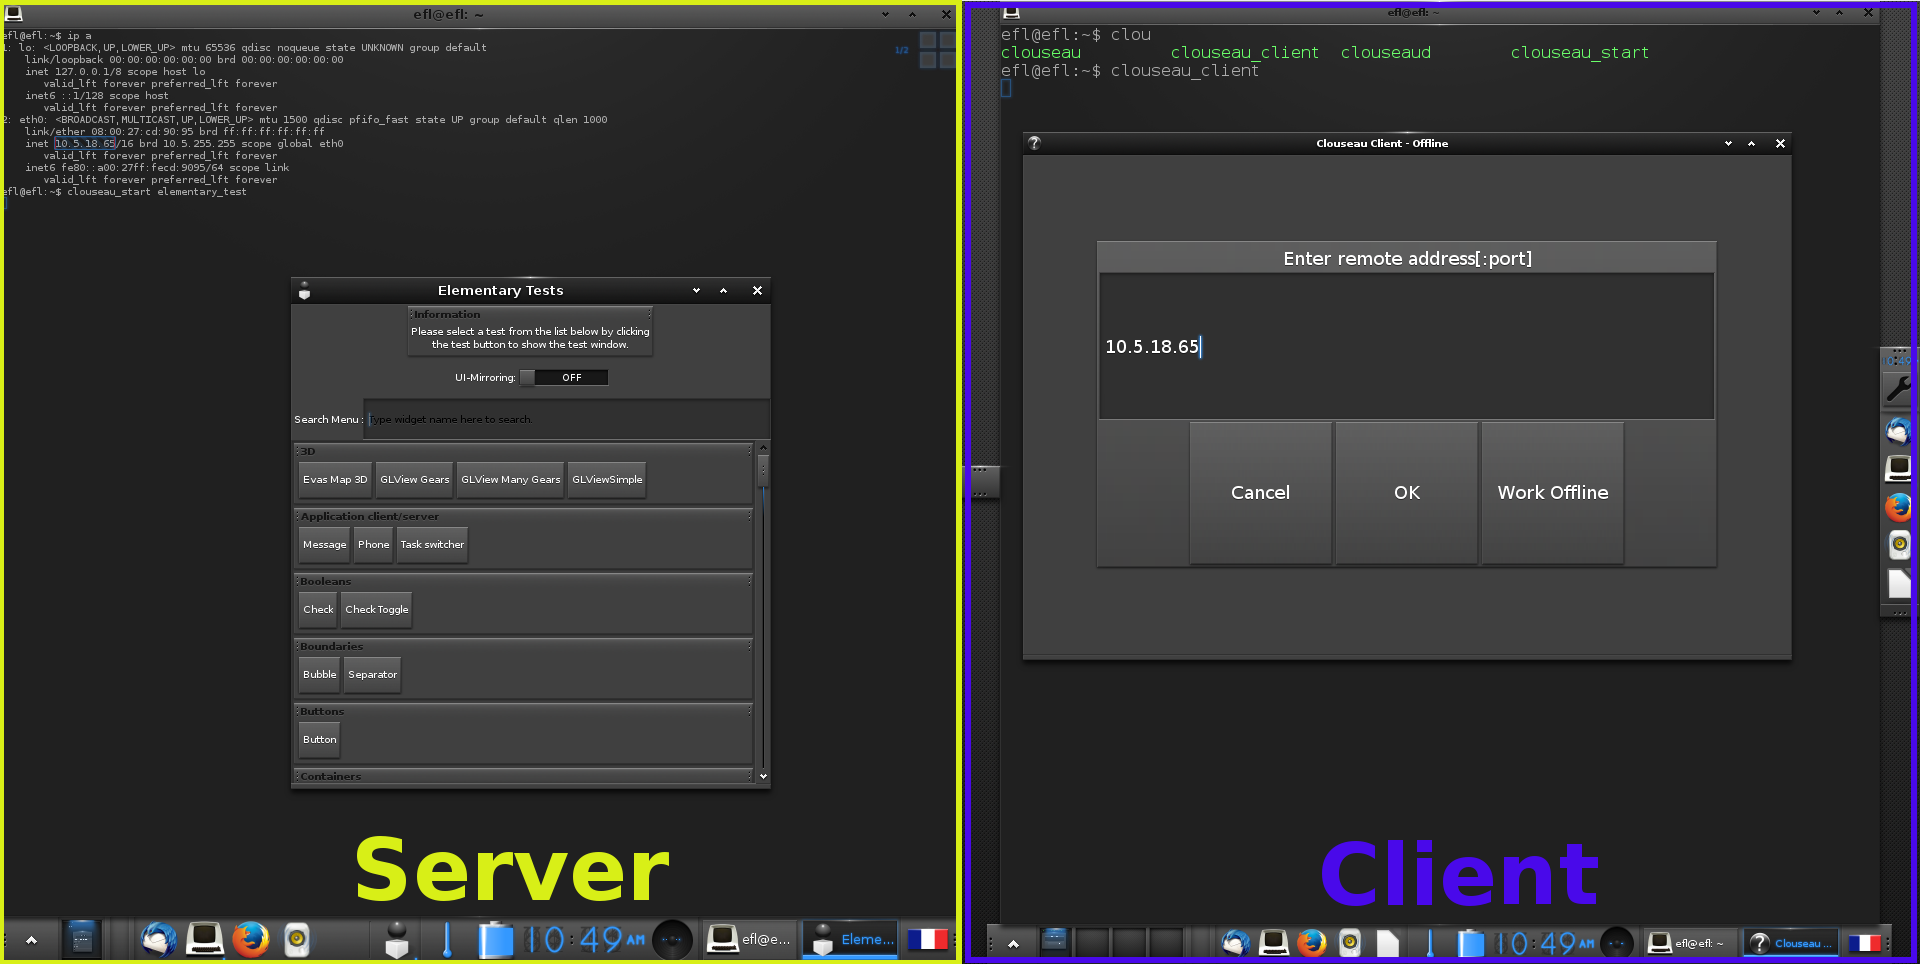 efl@efl: ~
efl@efl:~$ ip a
1: lo: <LOOPBACK,UP,LOWER_UP> mtu 65536 qdisc noqueue state UNKNOWN group default
link/loopback 00:00:00:00:00:00 brd 00:00:00:00:00:00
inet 127.0.0.1/8 scope host lo
valid_lft forever preferred_lft forever
inet6 ::1/128 scope host
valid_lft forever preferred_lft forever
2: eth0: <BROADCAST,MULTICAST,UP,LOWER_UP> mtu 1500 qdisc pfifo_fast state UP group default qlen 1000
link/ether 08:00:27:cd:90:95 brd ff:ff:ff:ff:ff:ff
inet 10.5.18.65/16 brd 10.5.255.255 scope global eth0
valid_lft forever preferred_lft forever
inet6 fe80::a00:27ff:fecd:9095/64 scope link
valid_lft forever preferred_lft forever
efl@efl:~$ clouseau_start elementary_test
1/2
Elementary Tests
Information
Please select a test from the list below by clicking
the test button to show the test window.
UI-Mirroring: OFF
Search Menu : Type widget name here to search.
3D
Evas Map 3D GLView Gears GLView Many Gears GLViewSimple
Application client/server
Message Phone Task switcher
Booleans
Check Check Toggle
Boundaries
Bubble Separator
Buttons
Button
Containers
Server
10:49 AM
efl@e...
Eleme...
efl@efl: ~
efl@efl:~$ clou
clouseau clouseau_client clouseaud clouseau_start
efl@efl:~$ clouseau_client
Clouseau Client - Offline
Enter remote address[:port]
10.5.18.65
Cancel OK Work Offline
Client
10:49 AM
efl@efl: ~
Clouseau ...